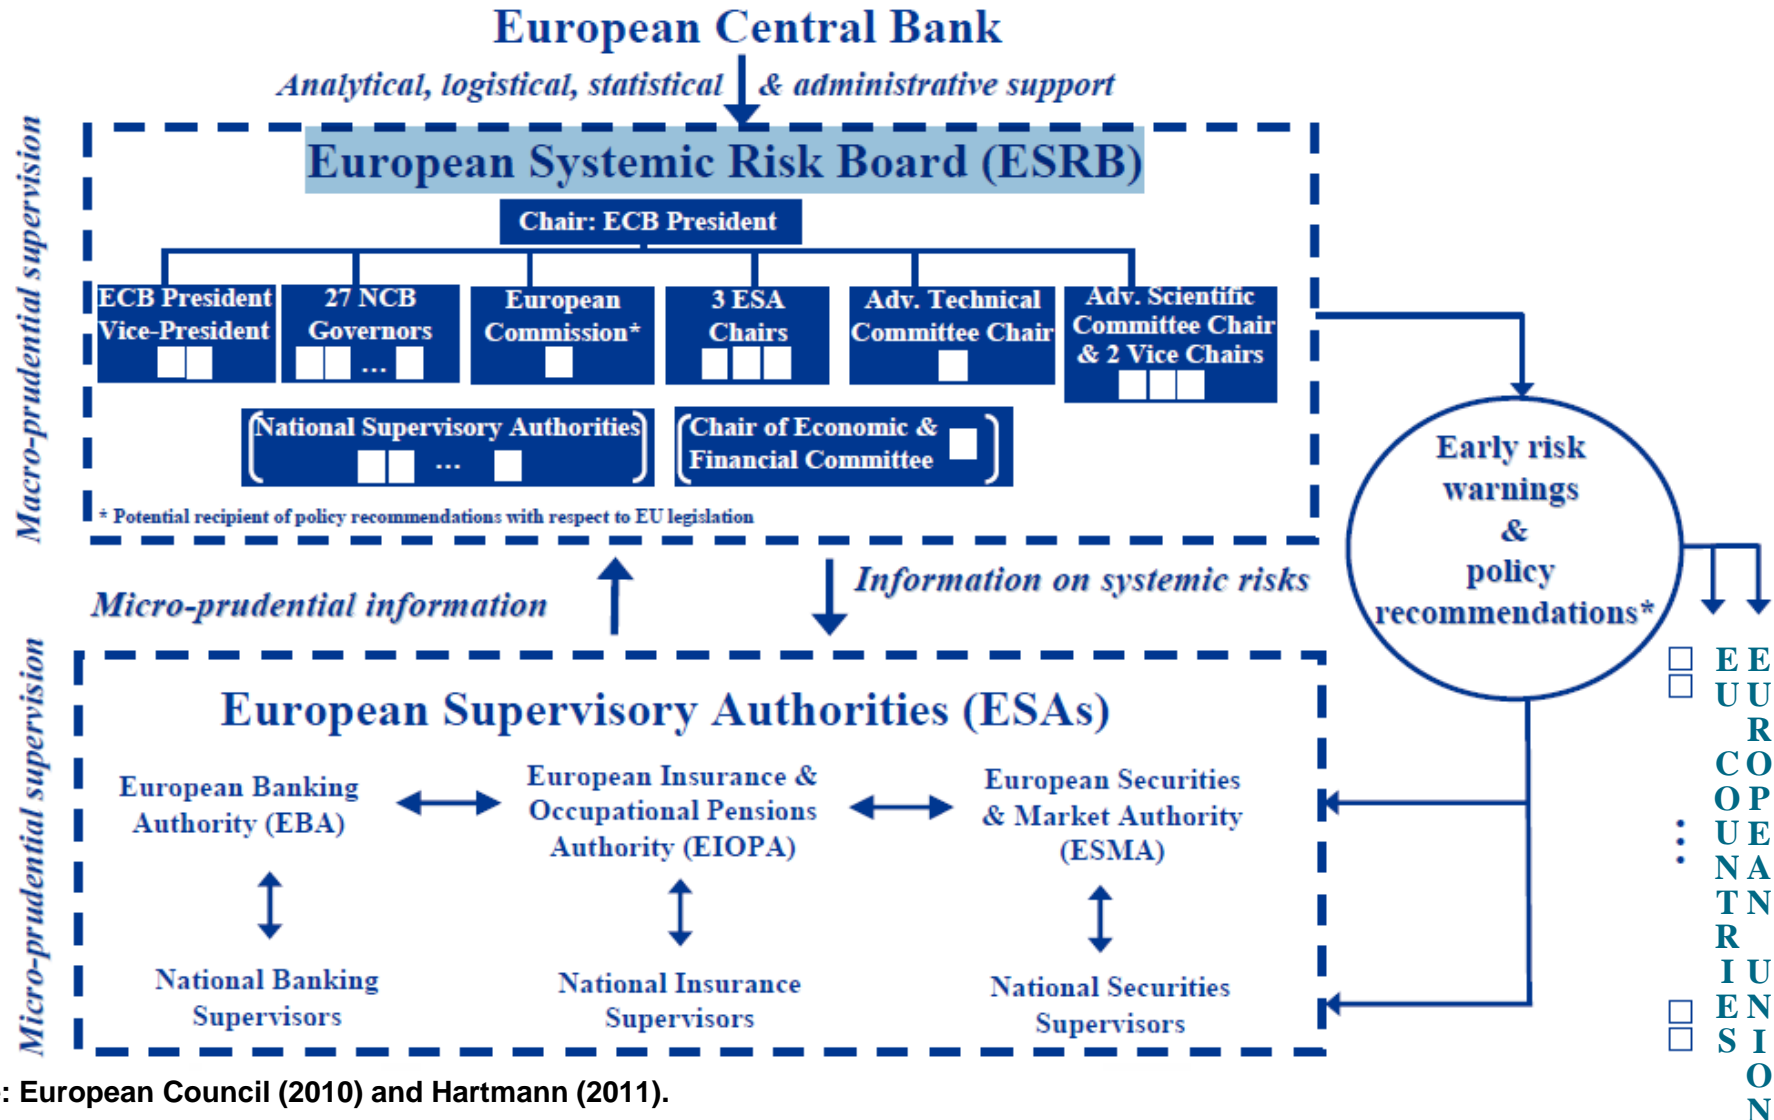 European Central Bank
Analytical, logistical, statistical & administrative support
Macro-prudential supervision
European Systemic Risk Board (ESRB)
Chair: ECB President
ECB President
Vice-President
27 NCB
Governors
...
European
Commission*
3 ESA
Chairs
Adv. Technical
Committee Chair
Adv. Scientific
Committee Chair
& 2 Vice Chairs
National Supervisory Authorities
...
Chair of Economic &
Financial Committee
* Potential recipient of policy recommendations with respect to EU legislation
Early risk
warnings
&
policy
recommendations*
Micro-prudential information
Information on systemic risks
Micro-prudential supervision
European Supervisory Authorities (ESAs)
European Banking
Authority (EBA)
European Insurance &
Occupational Pensions
Authority (EIOPA)
European Securities
& Market Authority
(ESMA)
National Banking
Supervisors
National Insurance
Supervisors
National Securities
Supervisors
EU COUNTRIES
EUROPEAN UNION
: European Council (2010) and Hartmann (2011).